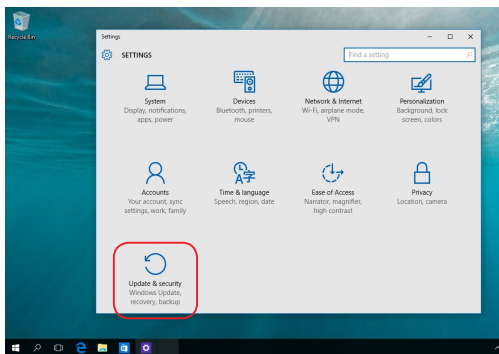 Recycle Bin
Settings
SETTINGS
Find a setting
System
Display, notifications,
apps, power
Devices
Bluetooth, printers,
mouse
Network & Internet
Wi-Fi, airplane mode,
VPN
Personalization
Background, lock
screen, colors
Accounts
Your account, sync
settings, work, family
Time & language
Speech, region, date
Ease of Access
Narrator, magnifier,
high contrast
Privacy
Location, camera
Update & security
Windows Update,
recovery, backup